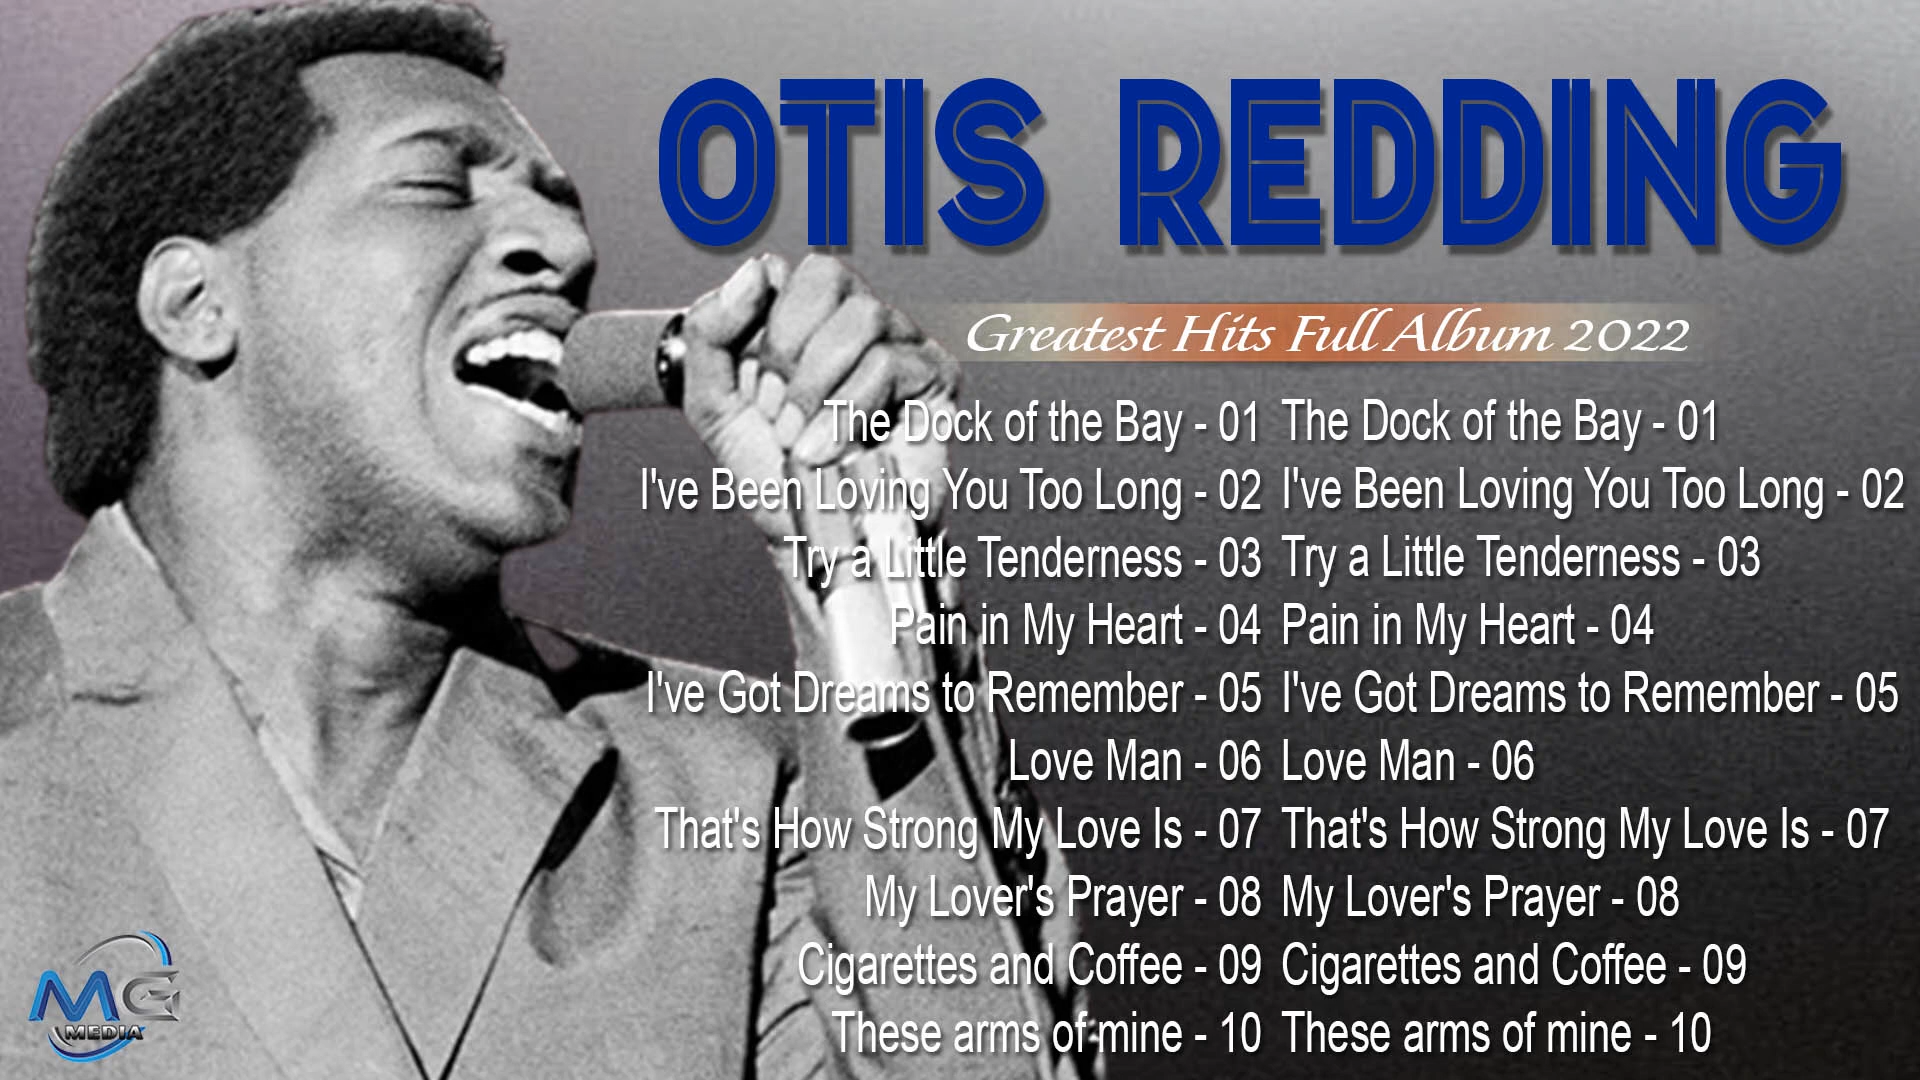 OTIS REDDING
Greatest Hits Full Album 2022
The Dock of the Bay - 01 The Dock of the Bay - 01
I've Been Loving You Too Long - 02 I've Been Loving You Too Long - 02
Try a Little Tenderness - 03 Try a Little Tenderness - 03
Pain in My Heart - 04 Pain in My Heart - 04
I've Got Dreams to Remember - 05 I've Got Dreams to Remember - 05
Love Man - 06 Love Man - 06
That's How Strong My Love Is - 07 That's How Strong My Love Is - 07
My Lover's Prayer - 08 My Lover's Prayer - 08
Cigarettes and Coffee - 09 Cigarettes and Coffee - 09
These arms of mine - 10 These arms of mine - 10
MG
MEDIA